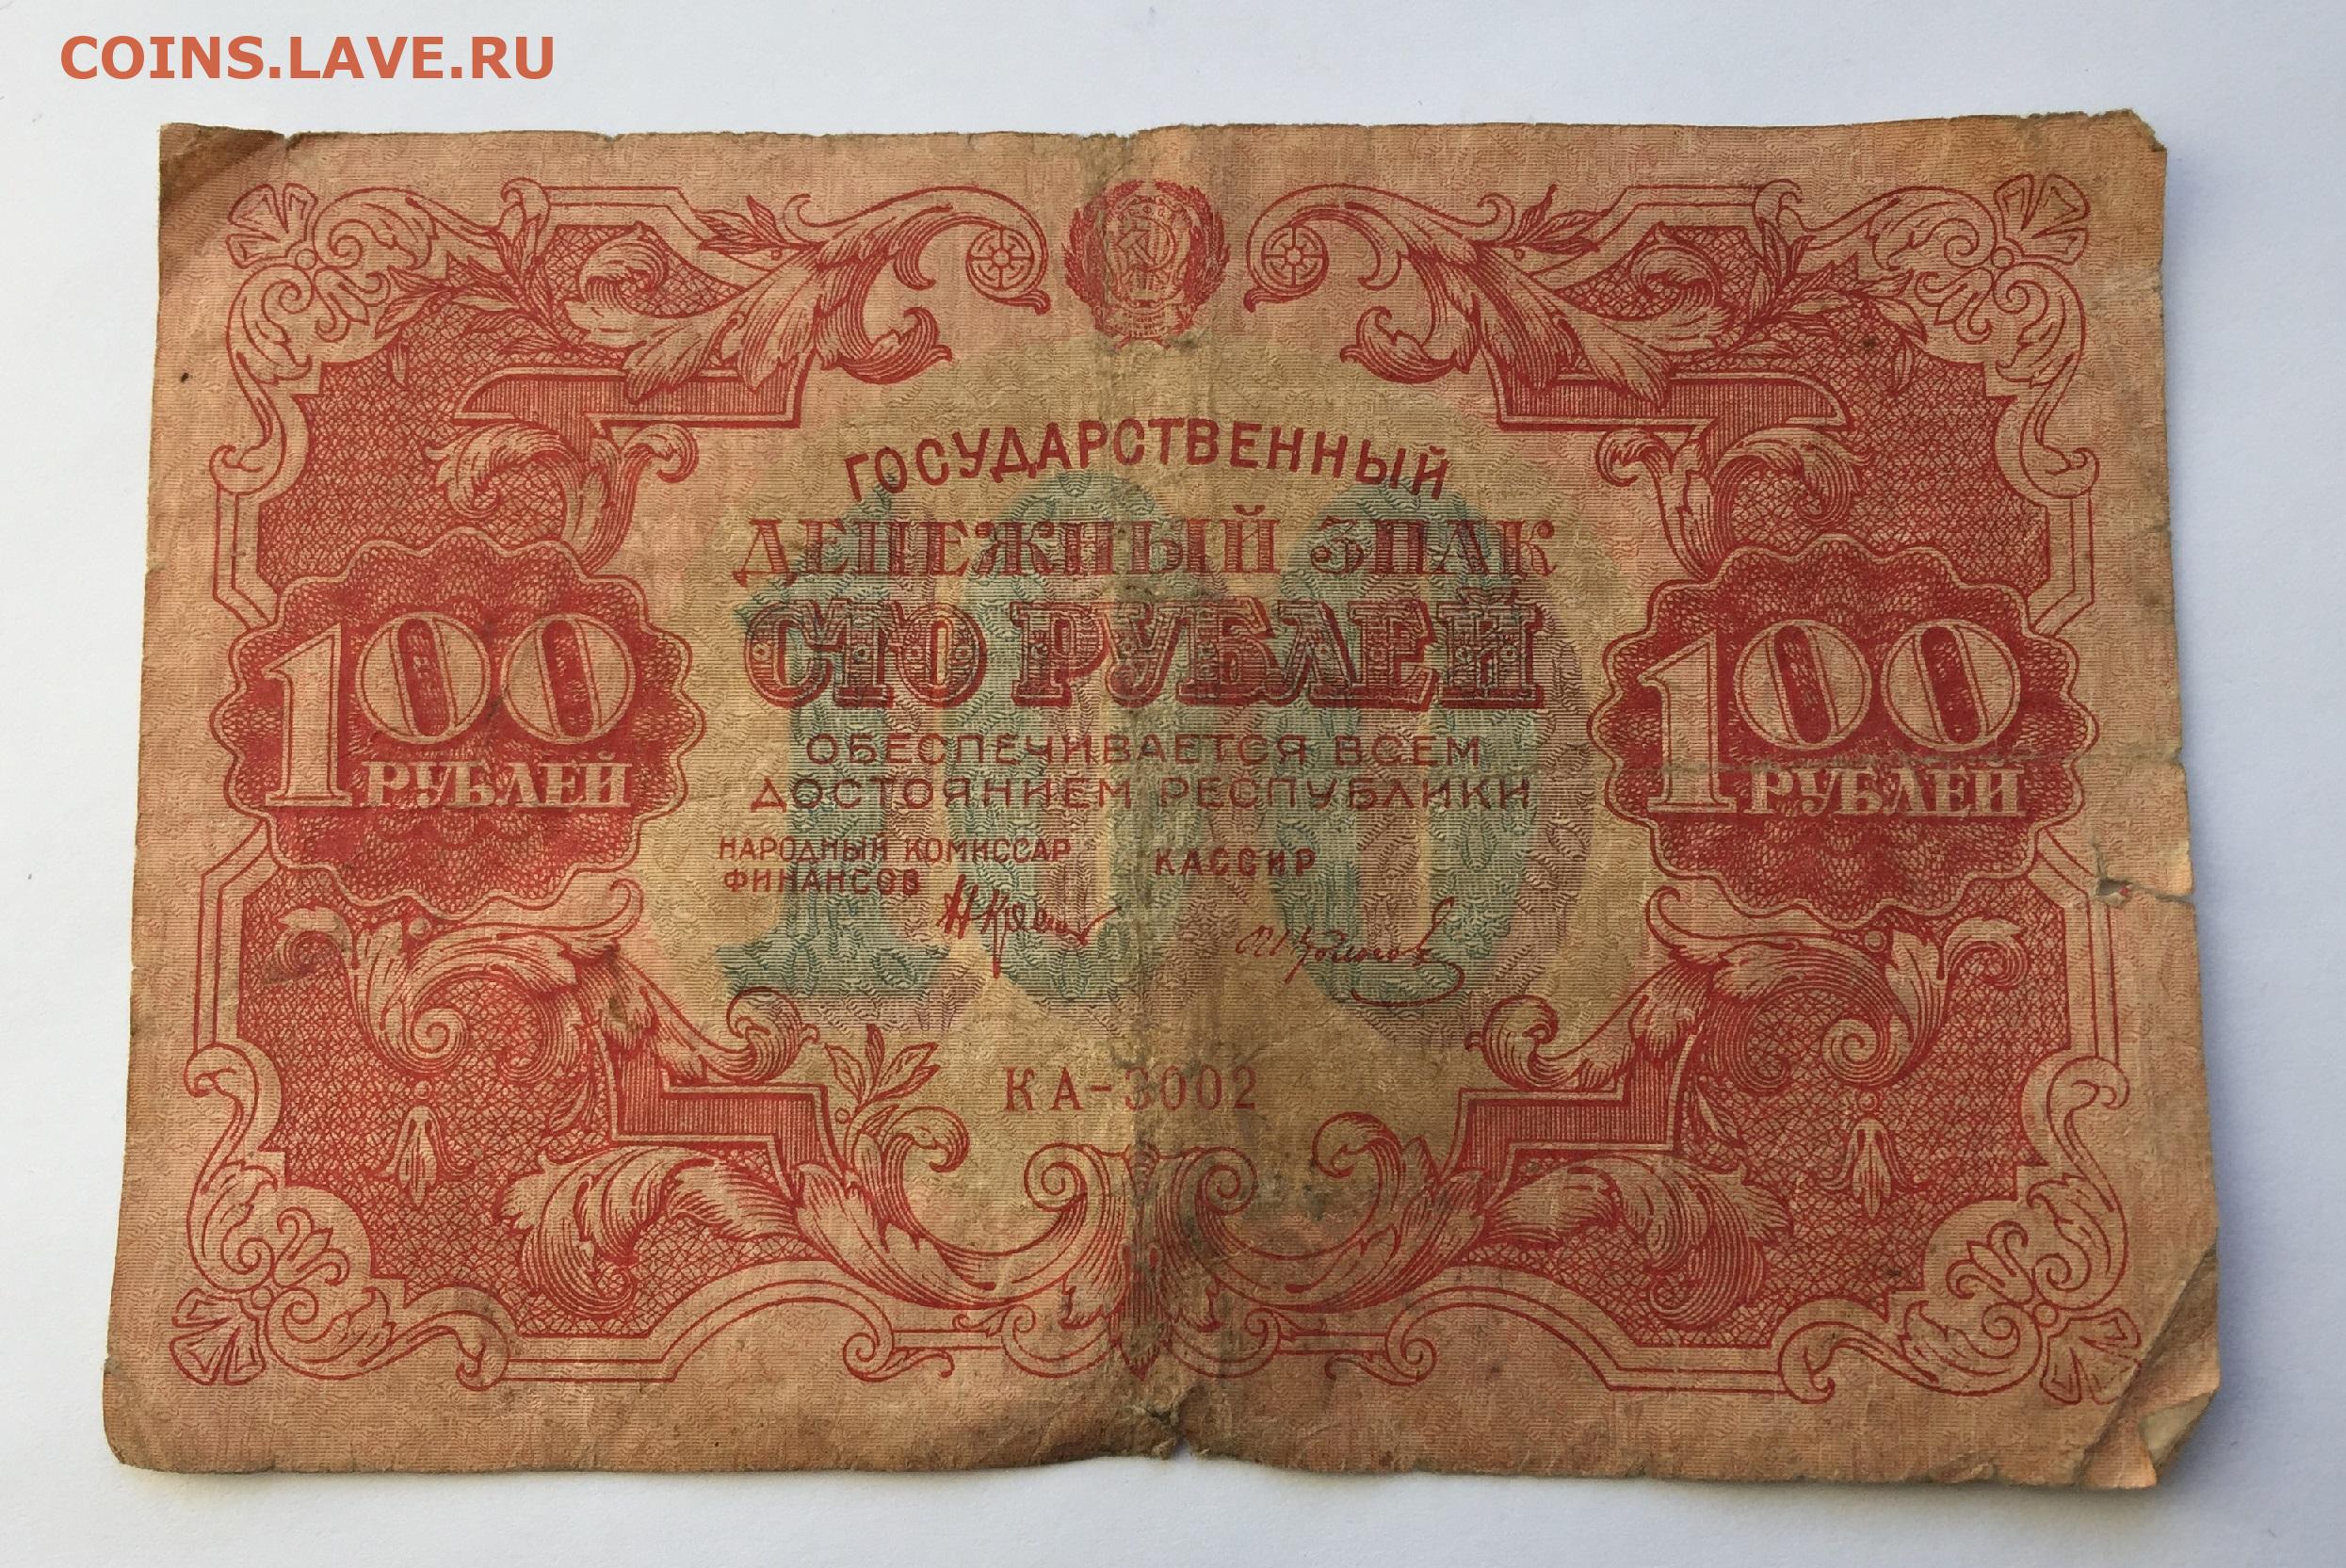 COINS.LAVE.RU
ГОСУДАРСТВЕННЫЙ
ДЕНЕЖНЫЙ ЗНАК
СТО РУБЛЕЙ
100
100
РУБЛЕЙ
100
РУБЛЕЙ
ОБЕСПЕЧИВАЕТСЯ ВСЕМ
ДОСТОЯНИЕМ РЕСПУБЛИКИ
НАРОДНЫЙ КОМИССАР
ФИНАНСОВ
КАССИР
КА-3002